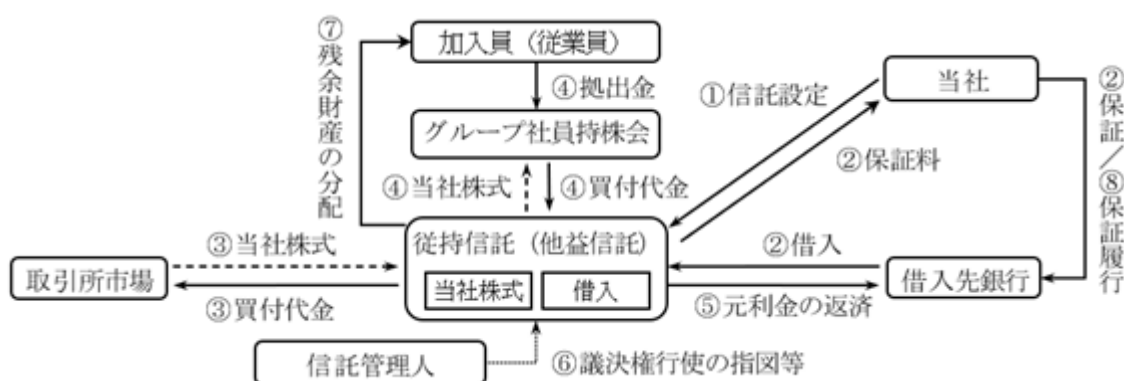 ⑦残余財産の分配
加入員（従業員）
④拠出金
グループ社員持株会
④当社株式
④買付代金
①信託設定
当社
②保証料
②保証／⑧保証履行
従持信託（他益信託）
当社株式
借入
③当社株式
取引所市場
③買付代金
②借入
借入先銀行
⑤元利金の返済
信託管理人
⑥議決権行使の指図等